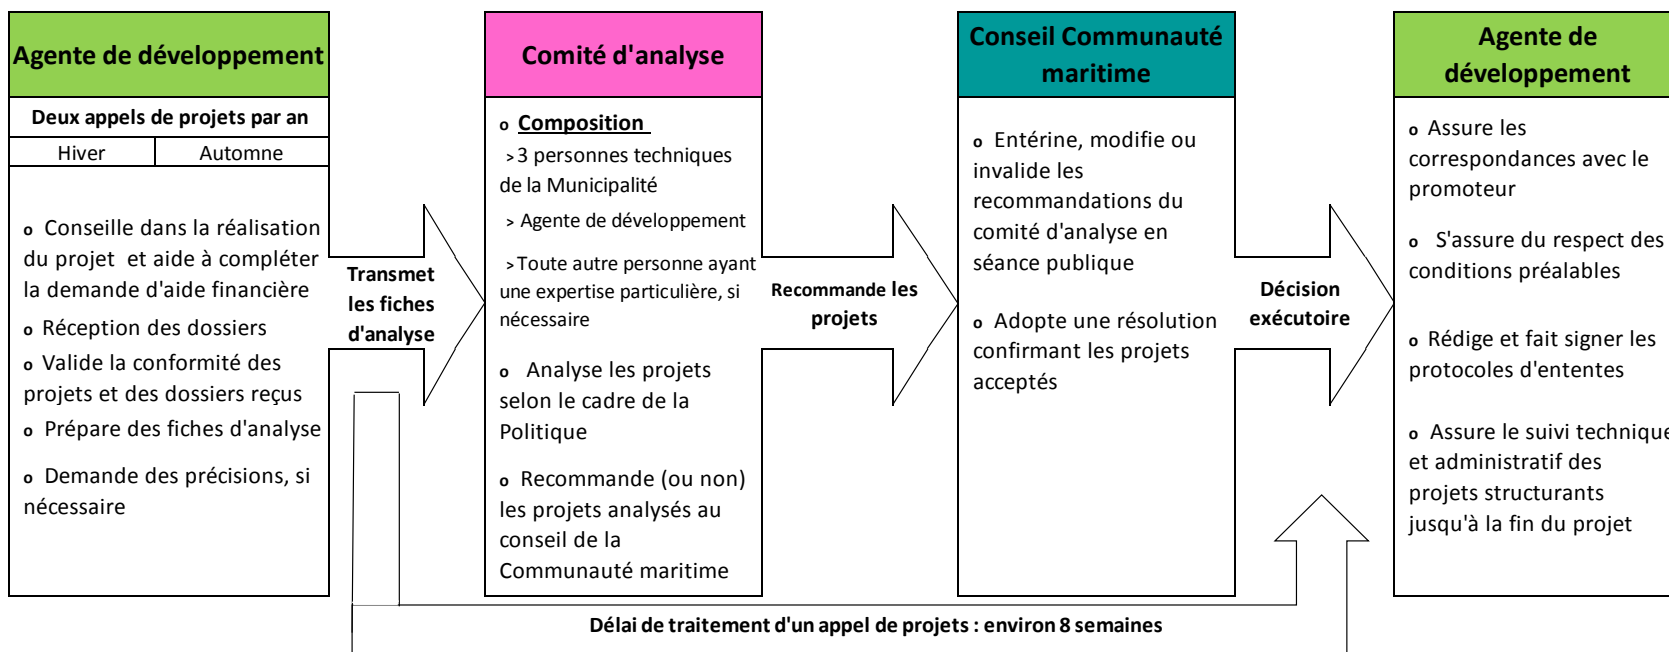 Agente de développement
Deux appels de projets par an
Hiver
Automne
o Conseille dans la réalisation
du projet et aide à compléter
la demande d'aide financière
o Réception des dossiers
o Valide la conformité des
projets et des dossiers reçus
o Prépare des fiches d'analyse
o Demande des précisions, si
nécessaire
Transmet
les fiches
d'analyse
Comité d'analyse
o Composition
> 3 personnes techniques
de la Municipalité
> Agente de développement
> Toute autre personne ayant
une expertise particulière, si
nécessaire
o Analyse les projets
selon le cadre de la
Politique
o Recommande (ou non)
les projets analysés au
conseil de la
Communauté maritime
Recommande les
projets
Conseil Communauté
maritime
o Entérine, modifie ou
invalide les
recommandations du
comité d'analyse en
séance publique
o Adopte une résolution
confirmant les projets
acceptés
Décision
exécutoire
Agente de
développement
o Assure les
correspondances avec le
promoteur
o S'assure du respect des
conditions préalables
o Rédige et fait signer les
protocoles d'ententes
o Assure le suivi technique
et administratif des
projets structurants
jusqu'à la fin du projet
Délai de traitement d'un appel de projets : environ 8 semaines